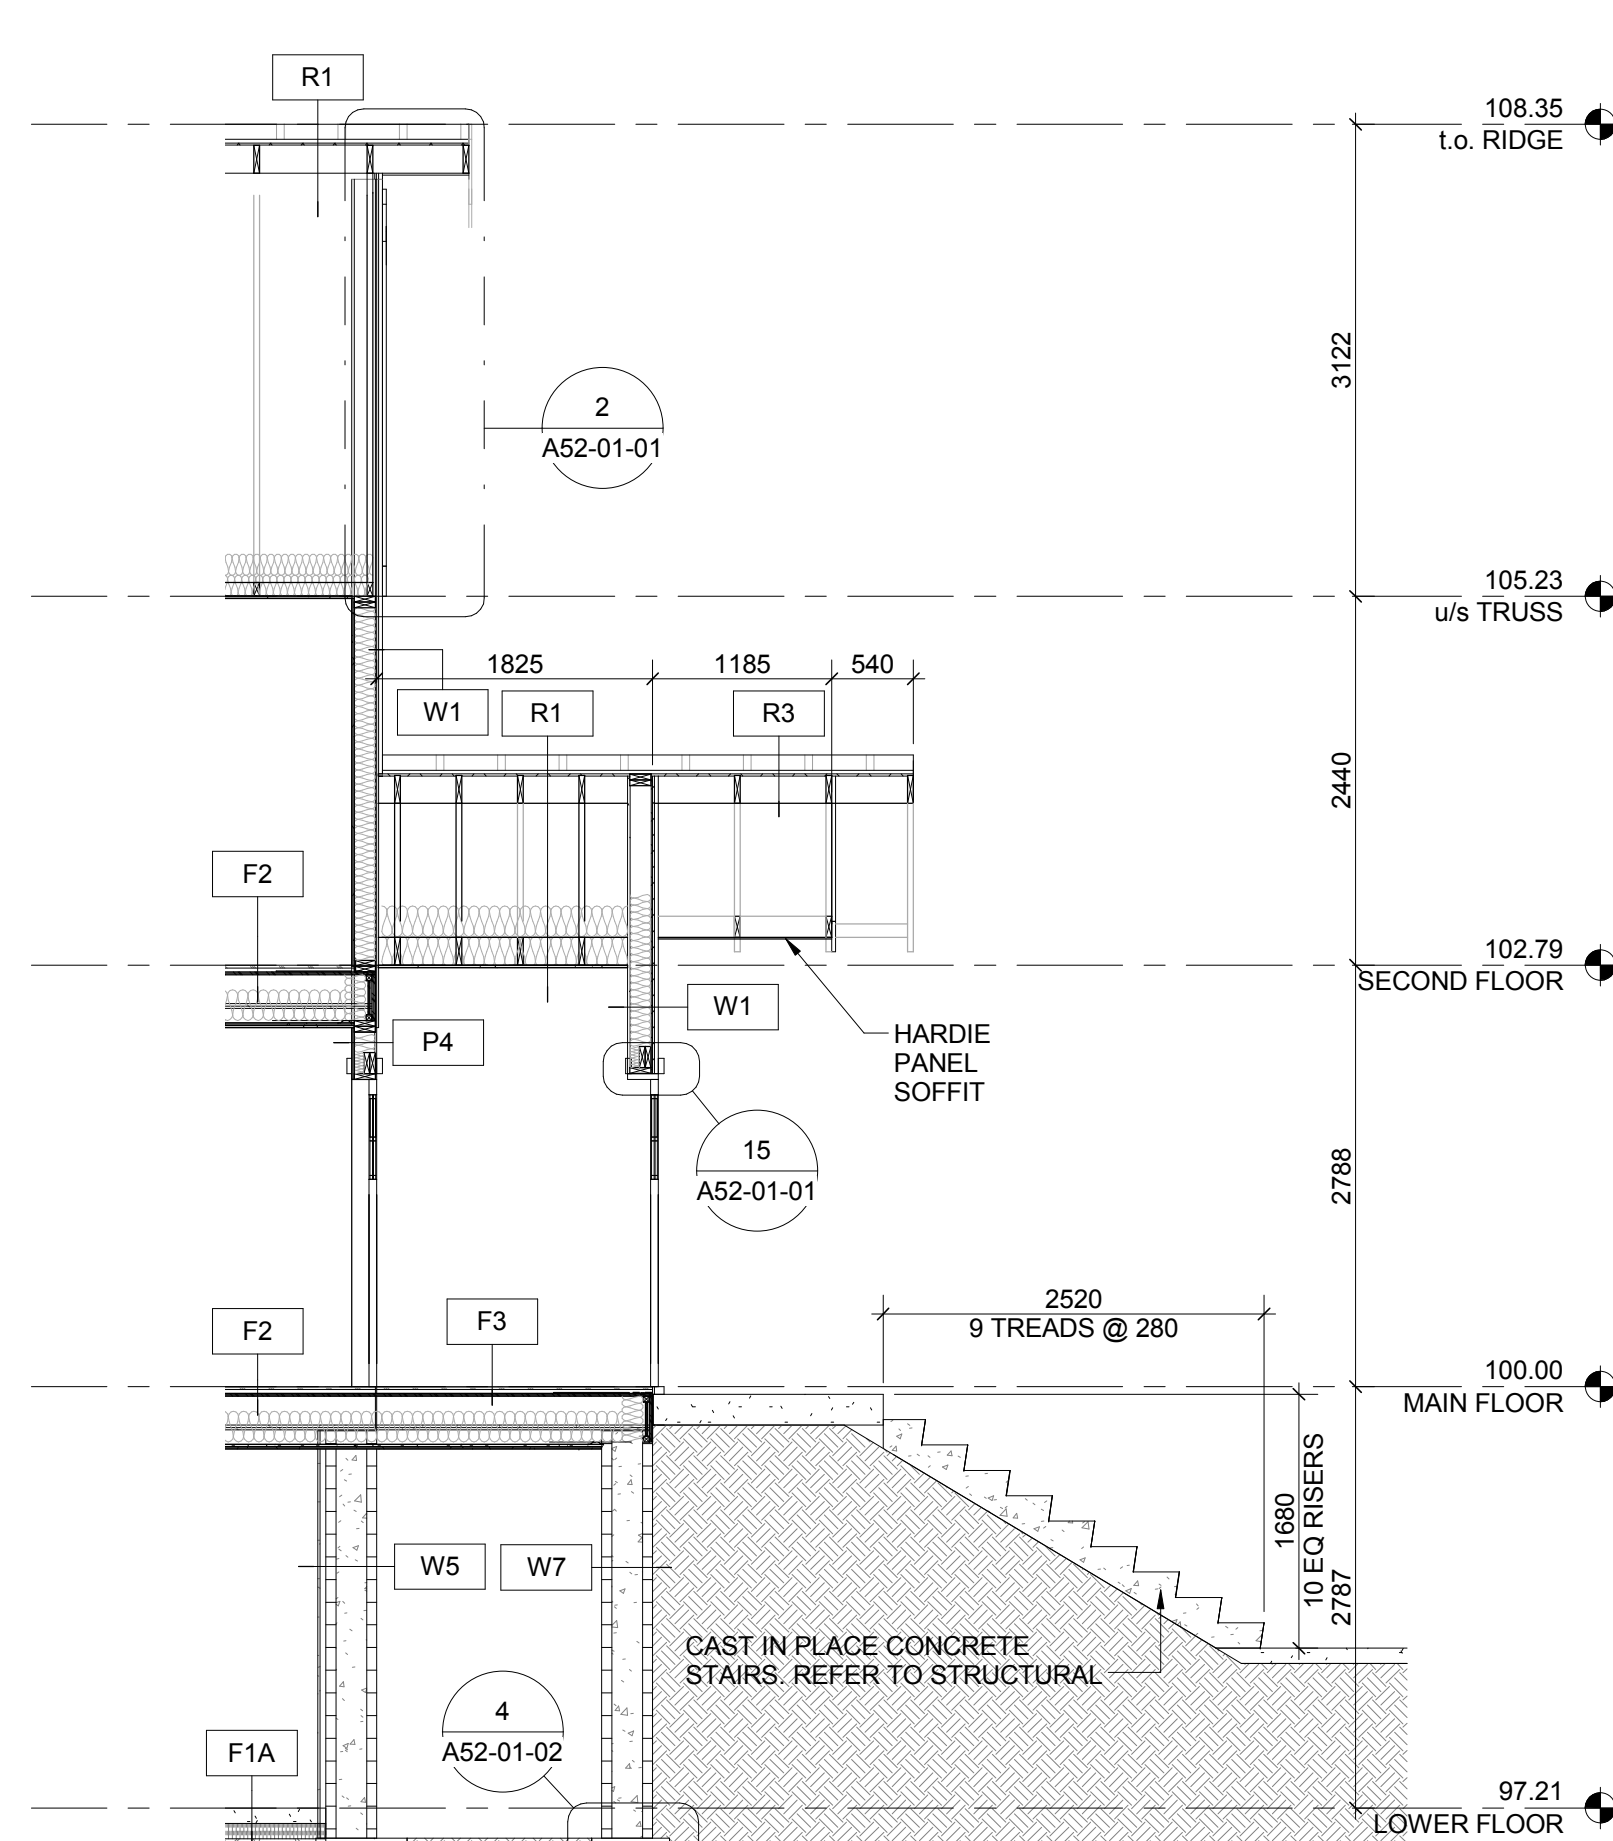 R1
108.35
t.o. RIDGE
3122
2
A52-01-01
105.23
u/s TRUSS
1825
1185
540
W1
R1
R3
2440
F2
102.79
SECOND FLOOR
W1
P4
HARDIE
PANEL
SOFFIT
15
A52-01-01
2788
2520
9 TREADS @ 280
F2
F3
100.00
MAIN FLOOR
1680
10 EQ RISERS
2787
W5
W7
CAST IN PLACE CONCRETE
STAIRS. REFER TO STRUCTURAL
4
A52-01-02
F1A
97.21
LOWER FLOOR